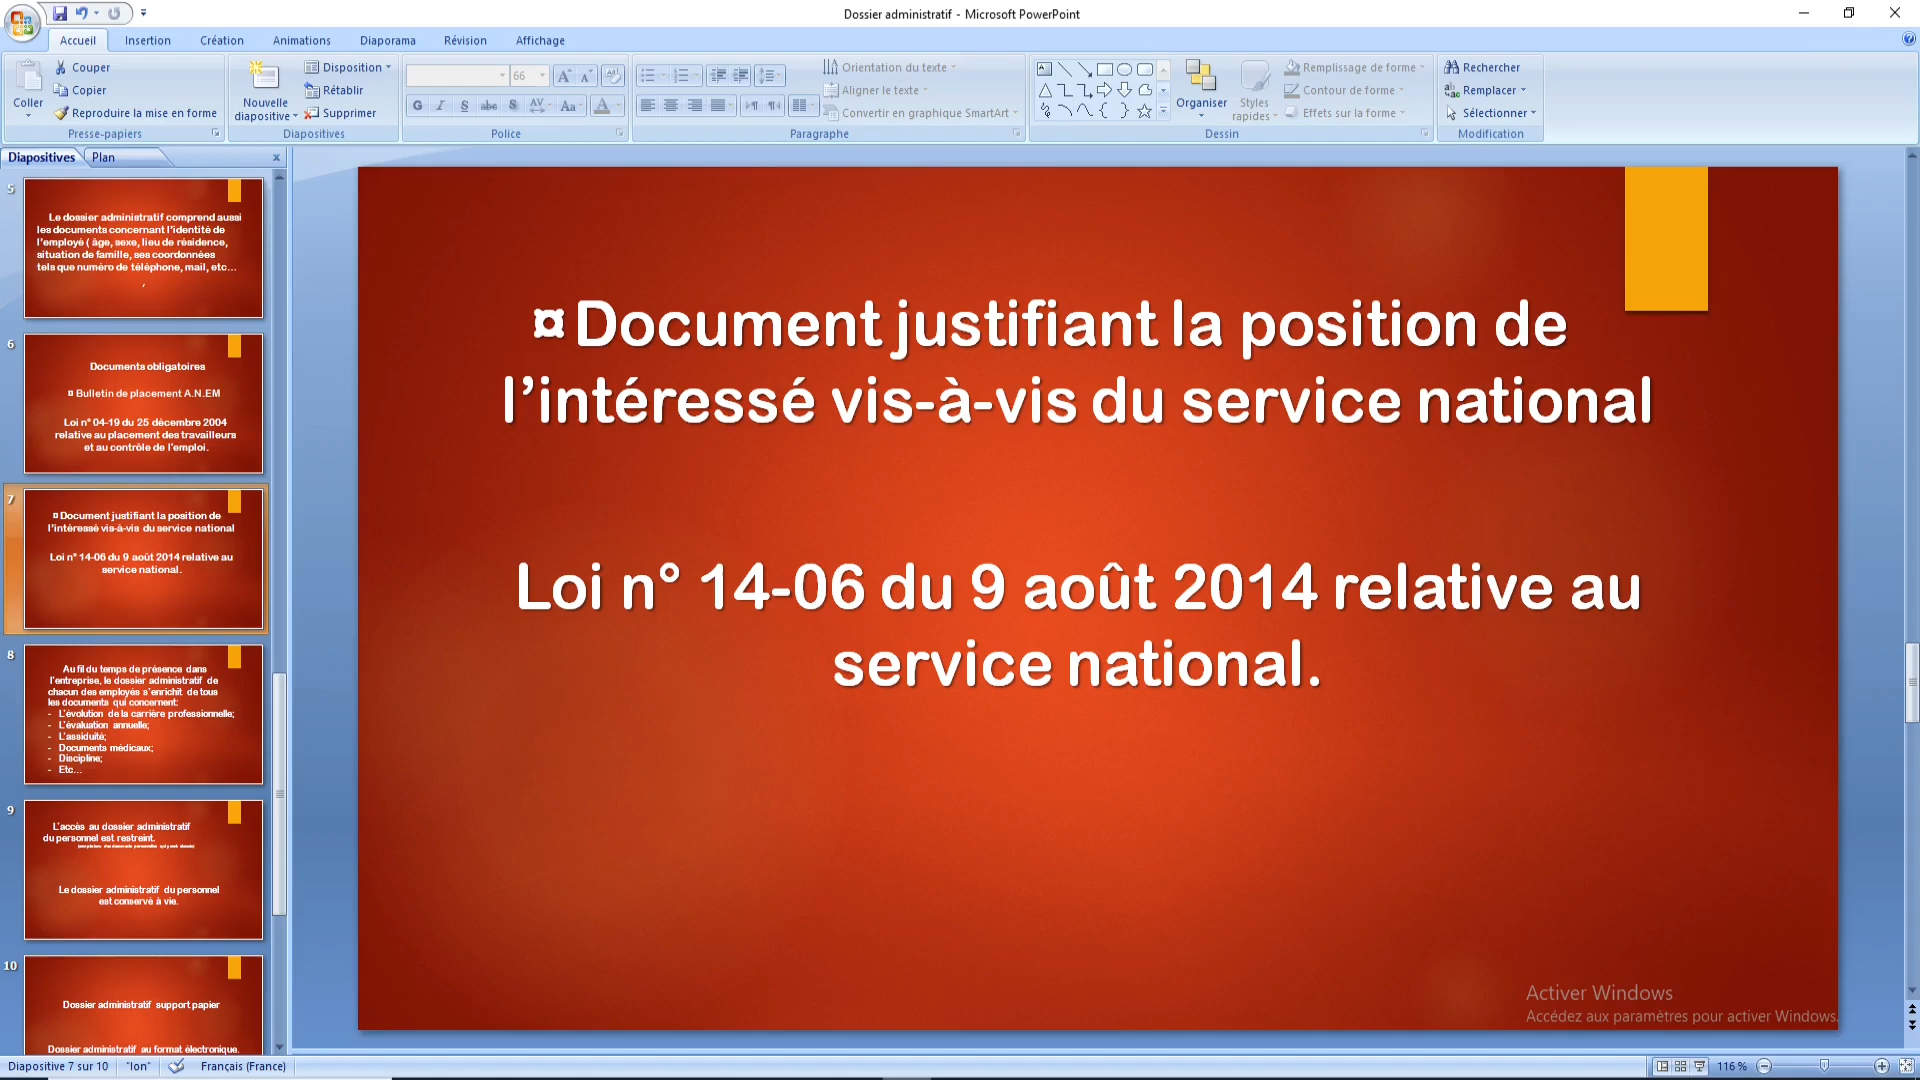 Dossier administratif - Microsoft PowerPoint
Accueil
Insertion
Création
Animations
Diaporama
Révision
Affichage
Coller
Couper
Copier
Reproduire la mise en forme
Presse-papiers
Nouvelle
diapositive
Disposition
Rétablir
Supprimer
Diapositives
66
G I S abc S AV Aa A
Police
Orientation du texte
Aligner le texte
Convertir en graphique SmartArt
Paragraphe
Organiser
Styles
rapides
Remplissage de forme
Contour de forme
Effets sur la forme
Dessin
Rechercher
Remplacer
Sélectionner
Modification
Diapositives
Plan
5
Le dossier administratif comprend aussi
les documents concernant l'identité de
l'employé ( âge, sexe, lieu de résidence,
situation de famille, ses coordonnées
tels que numéro de téléphone, mail, etc...
,
6
Documents obligatoires
¤ Bulletin de placement A.N.EM
Loi n° 04-19 du 25 décembre 2004
relative au placement des travailleurs
et au contrôle de l'emploi.
7
¤ Document justifiant la position de
l'intéressé vis-à-vis du service national
Loi n° 14-06 du 9 août 2014 relative au
service national.
8
Au fil du temps de présence dans
l'entreprise, le dossier administratif de
chacun des employés s'enrichit de tous
les documents qui concernent:
- L'évolution de la carrière professionnelle;
- L'évaluation annuelle;
- L'assiduité;
- Documents médicaux;
- Discipline;
- Etc...
9
L'accès au dossier administratif
du personnel est restreint.
Le dossier administratif du personnel
est conservé à vie.
10
Dossier administratif support papier
Dossier administratif au format électronique.
¤ Document justifiant la position de
l'intéressé vis-à-vis du service national
Loi n° 14-06 du 9 août 2014 relative au
service national.
Activer Windows
Accédez aux paramètres pour activer Windows.
Diapositive 7 sur 10
"Ion"
Français (France)
116 %